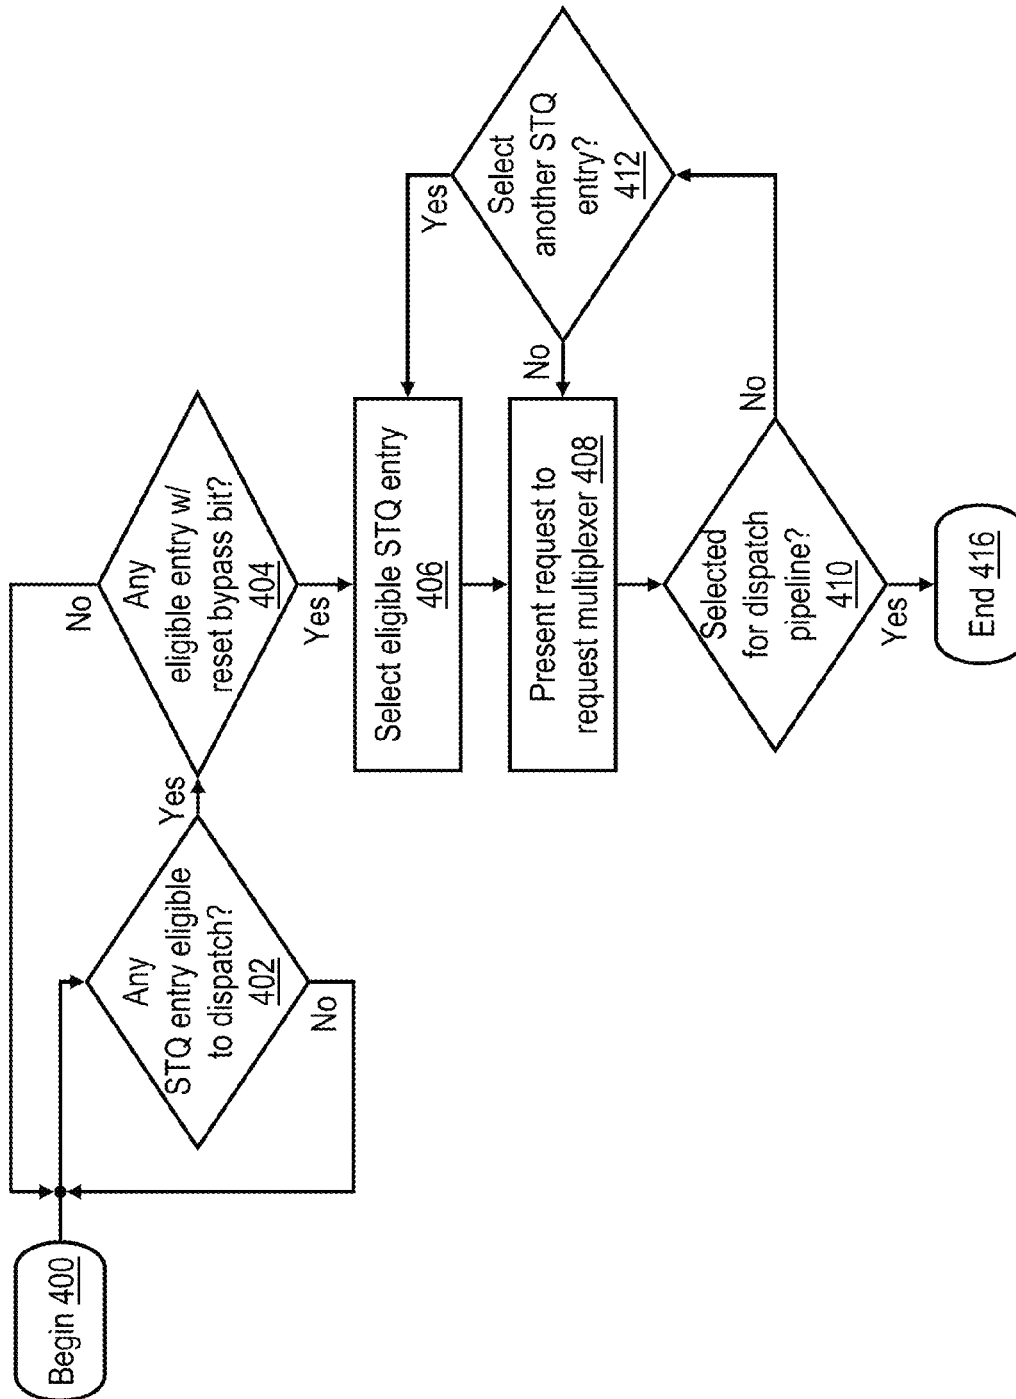 Begin 400
Any
STQ entry eligible
to dispatch?
402
No
Yes
Any
eligible entry w/
reset bypass bit?
404
No
Yes
Select eligible STQ entry
406
Present request to
request multiplexer 408
Selected
for dispatch
pipeline?
410
No
Yes
Select
another STQ
entry?
412
Yes
No
End 416